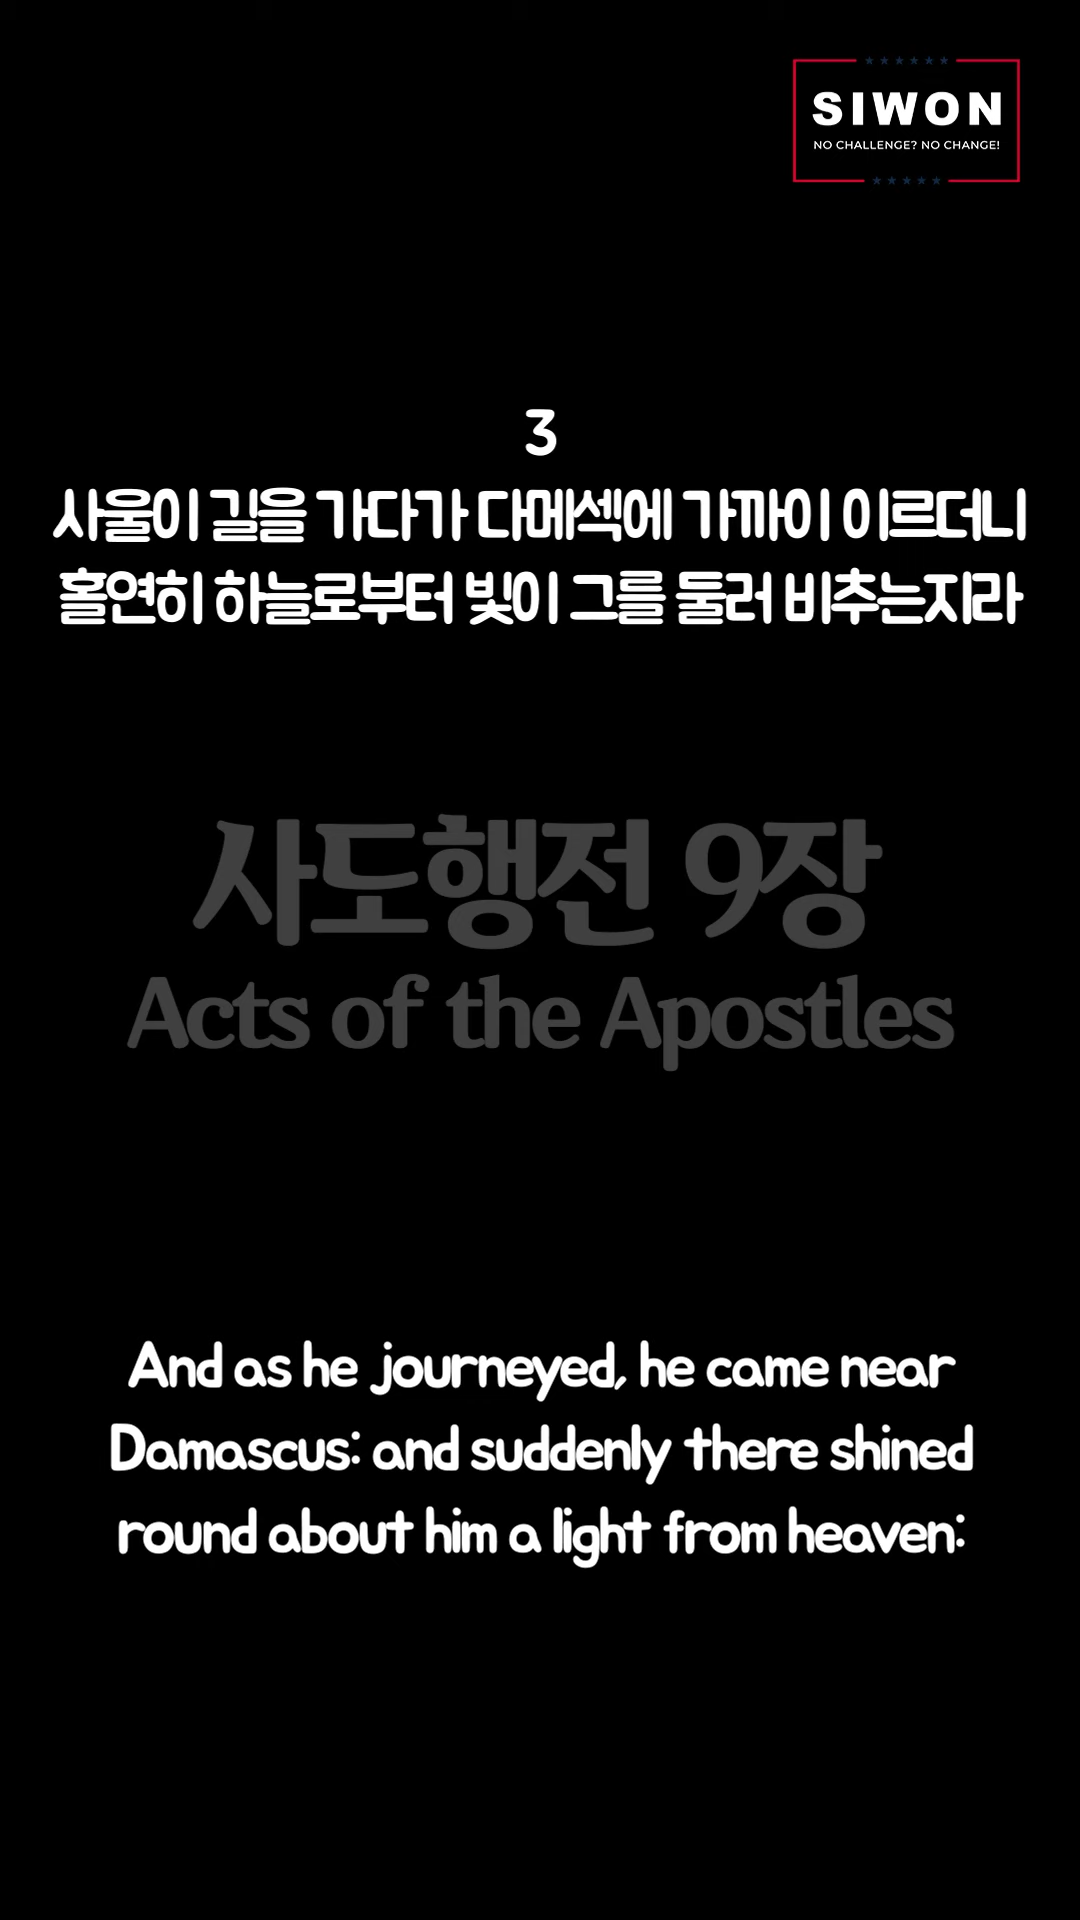 SIWON
NO CHALLENGE? NO CHANGE!
3
사울이 길을 가다가 다메섹에 가까이 이르더니
홀연히 하늘로부터 빛이 그를 둘러 비추는지라
사도행전 9장
Acts of the Apostles
And as he journeyed, he came near
Damascus: and suddenly there shined
round about him a light from heaven: